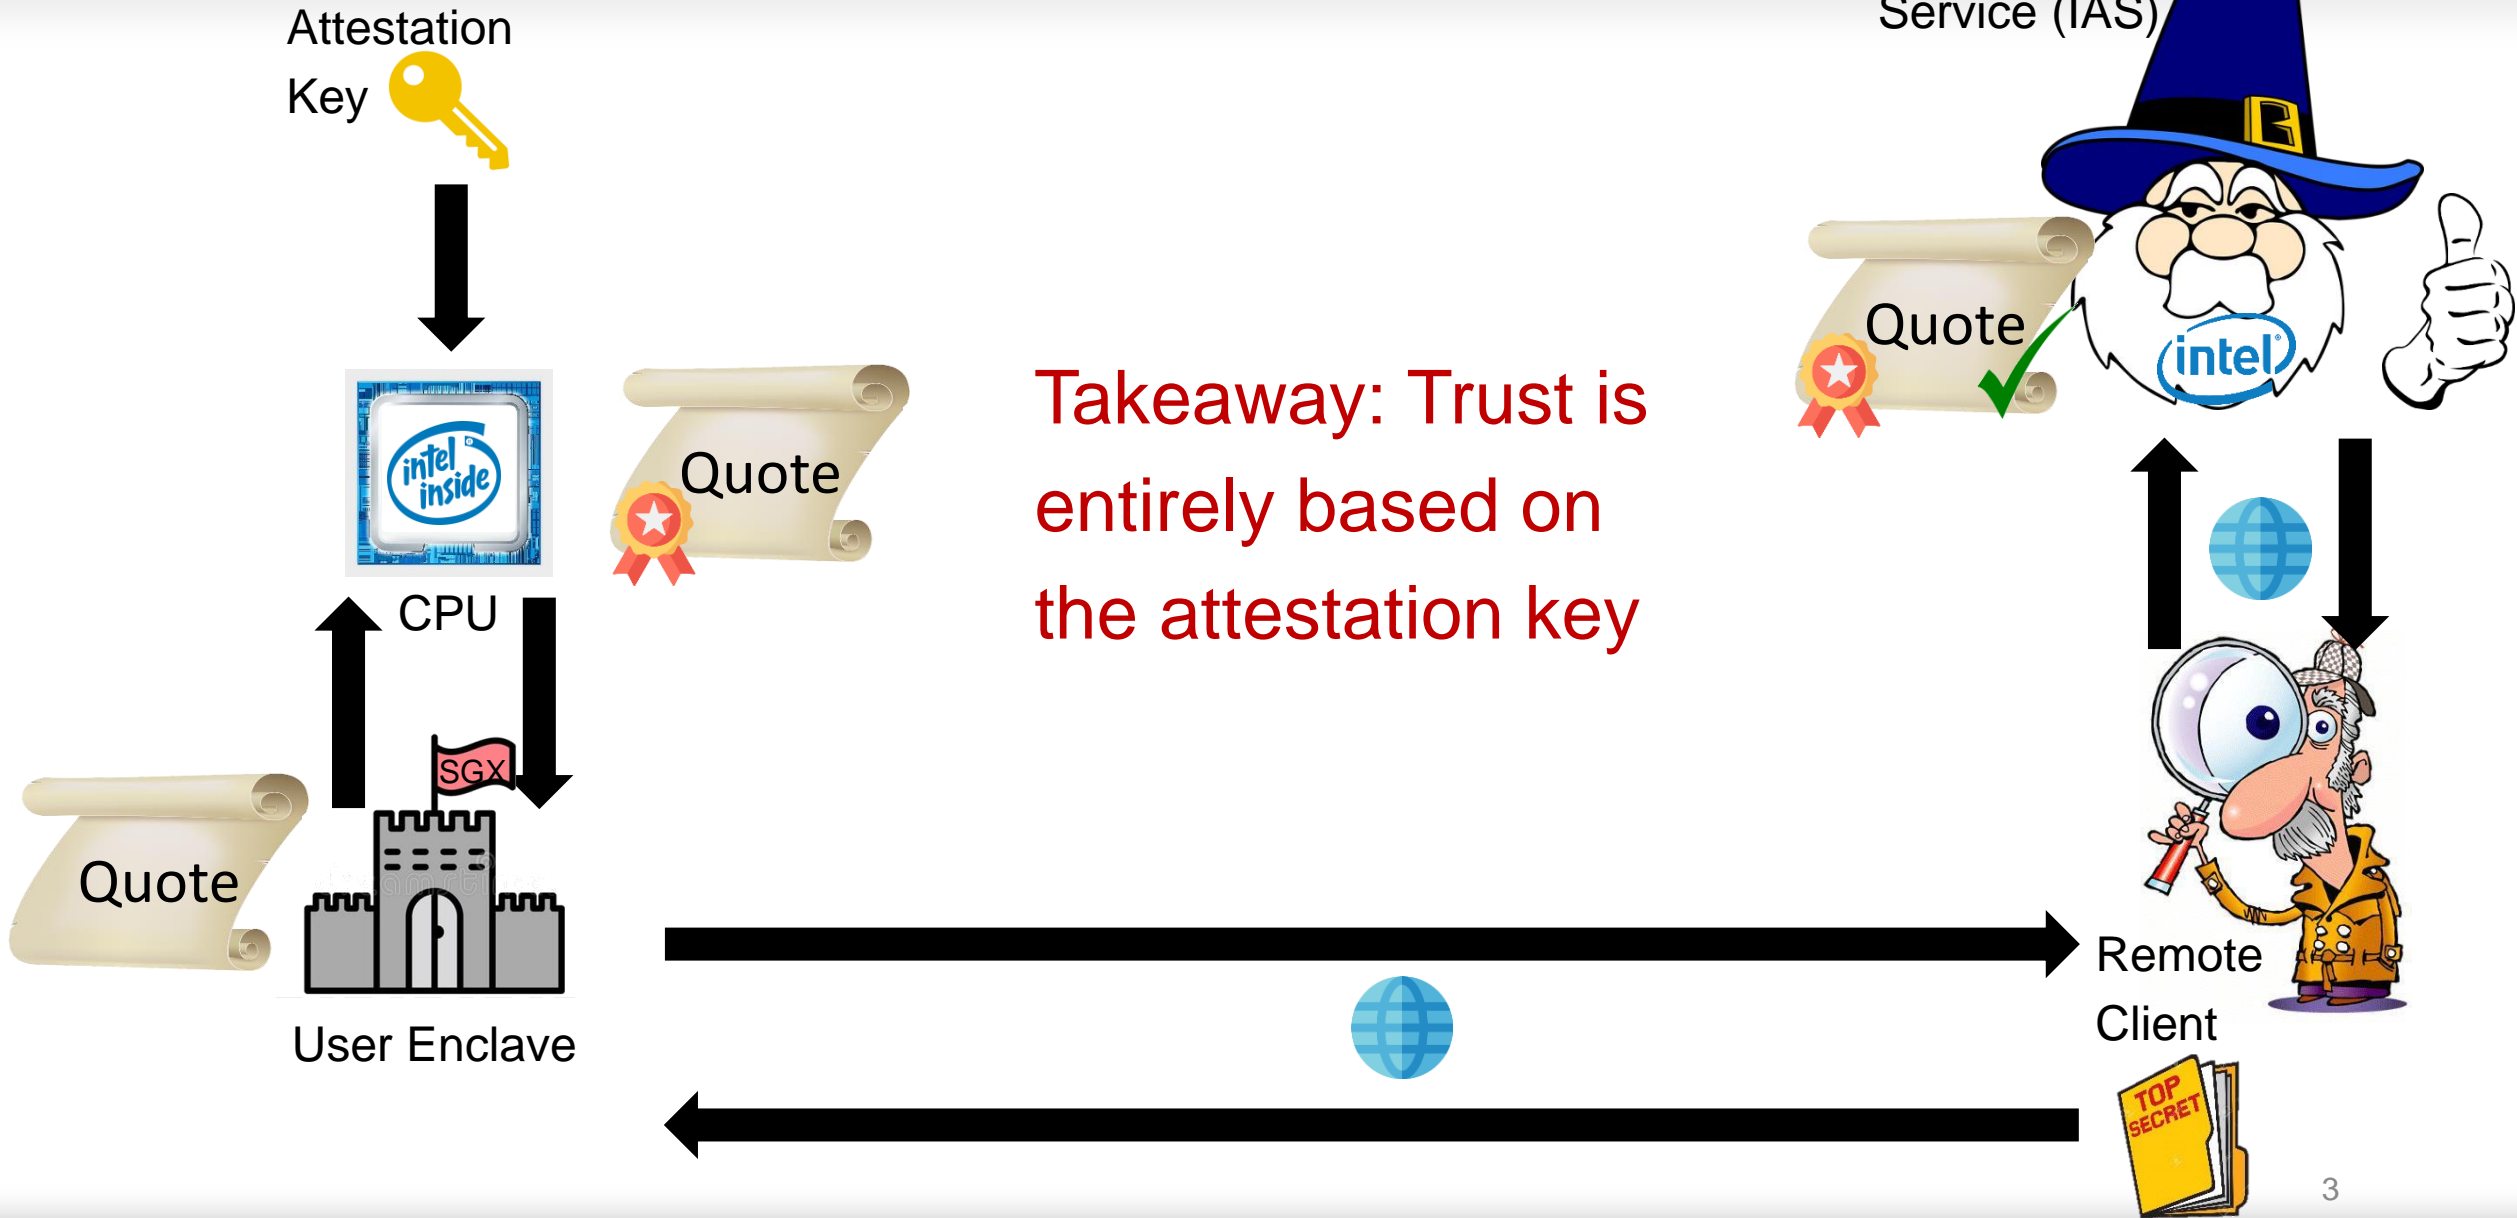 Attestation
Key
Service (IAS)
Quote
intel
Takeaway: Trust is
entirely based on
the attestation key
intel
inside
Quote
CPU
SGX
Quote
User Enclave
Remote
Client
TOP
SECRET
3